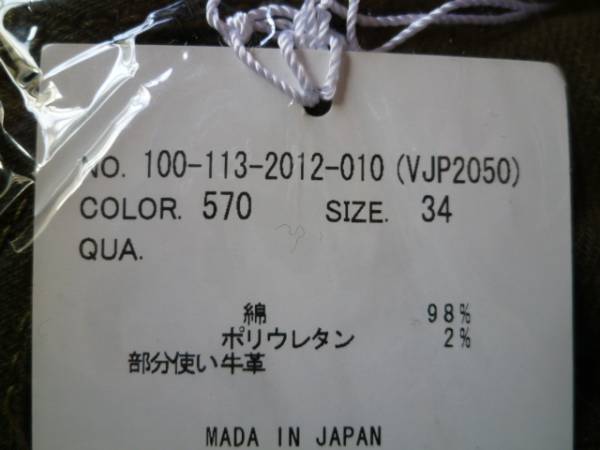 NO. 100-113-2012-010 (VJP2050)
COLOR. 570 SIZE. 34
QUA.
綿 98%
ポリウレタン 2%
部分使い牛革
MADE IN JAPAN